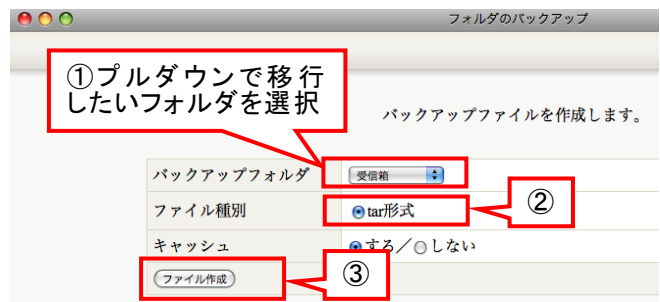 フォルダのバックアップ
①プルダウンで移行
したいフォルダを選択
バックアップファイルを作成します。
バックアップフォルダ 受信箱
ファイル種別 tar形式
②
キャッシュ する／しない
ファイル作成
③